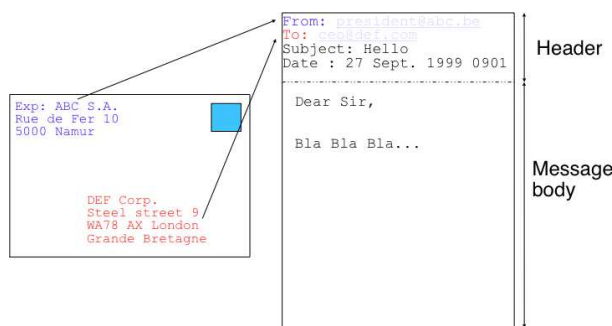 Exp: ABC S.A.
Rue de Fer 10
5000 Namur
DEF Corp.
Steel street 9
WA78 AX London
Grande Bretagne
From: president@abc.be
To: cep@def.com
Subject: Hello
Date : 27 Sept. 1999 0901
Dear Sir,
Bla Bla Bla...
Header
Message
body